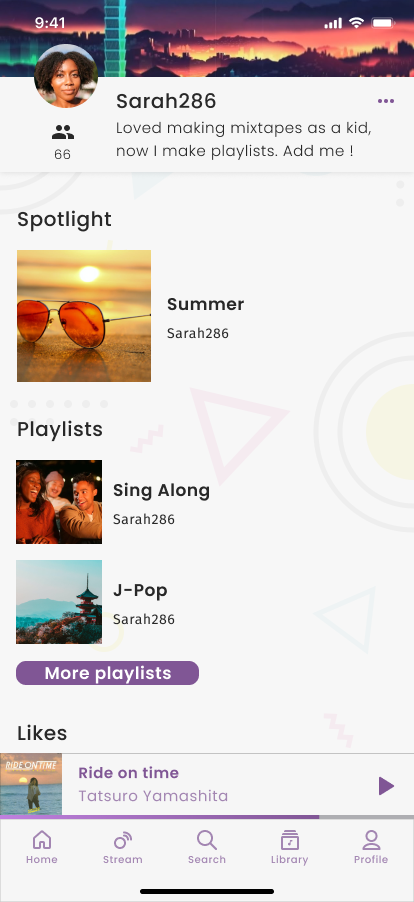 9:41
Sarah286
Loved making mixtapes as a kid,
now I make playlists. Add me !
66
Spotlight
Summer
Sarah286
Playlists
Sing Along
Sarah286
J-Pop
Sarah286
More playlists
Likes
RIDE ON TIME
Ride on time
Tatsuro Yamashita
Home
Stream
Search
Library
Profile